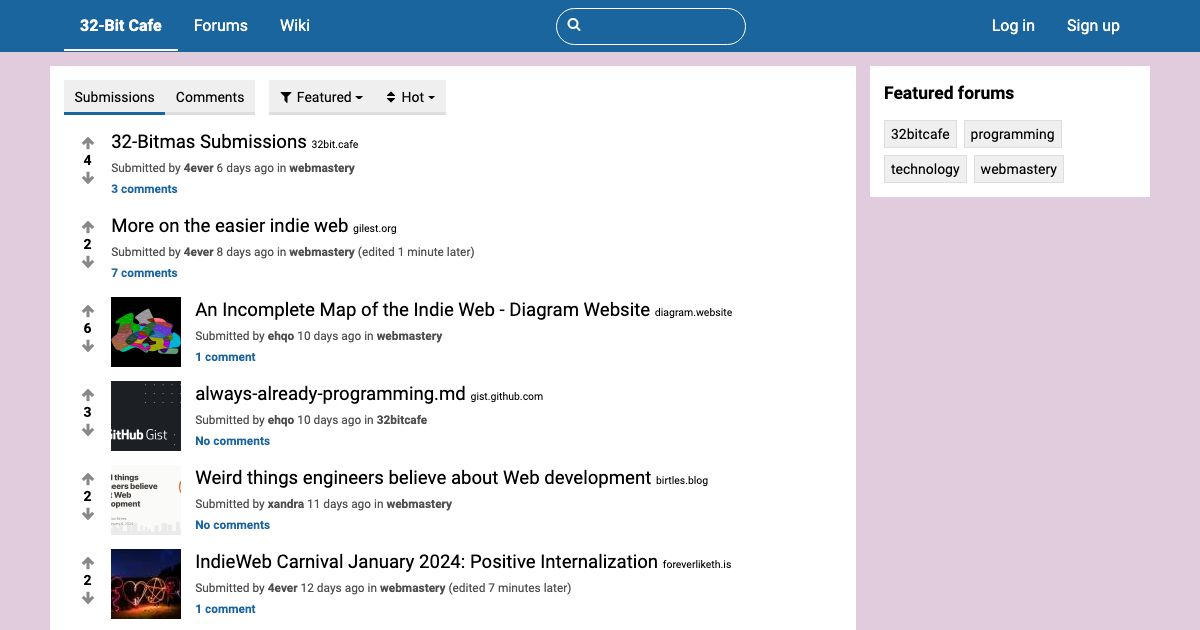 32-Bit Cafe Forums Wiki Log in Sign up
Submissions Comments Featured Hot
32-Bitmas Submissions 32bit.cafe
4
Submitted by 4ever 6 days ago in webmastery
3 comments
More on the easier indie web gilest.org
2
Submitted by 4ever 8 days ago in webmastery (edited 1 minute later)
7 comments
An Incomplete Map of the Indie Web - Diagram Website diagram.website
6
Submitted by ehqo 10 days ago in webmastery
1 comment
always-already-programming.md gist.github.com
3
Submitted by ehqo 10 days ago in 32bitcafe
No comments
GitHub Gist
Weird things engineers believe about Web development birtles.blog
2
Submitted by xandra 11 days ago in webmastery
No comments
things
eers believe
Web
opment
IndieWeb Carnival January 2024: Positive Internalization foreverliketh.is
2
Submitted by 4ever 12 days ago in webmastery (edited 7 minutes later)
1 comment
Featured forums
32bitcafe programming
technology webmastery